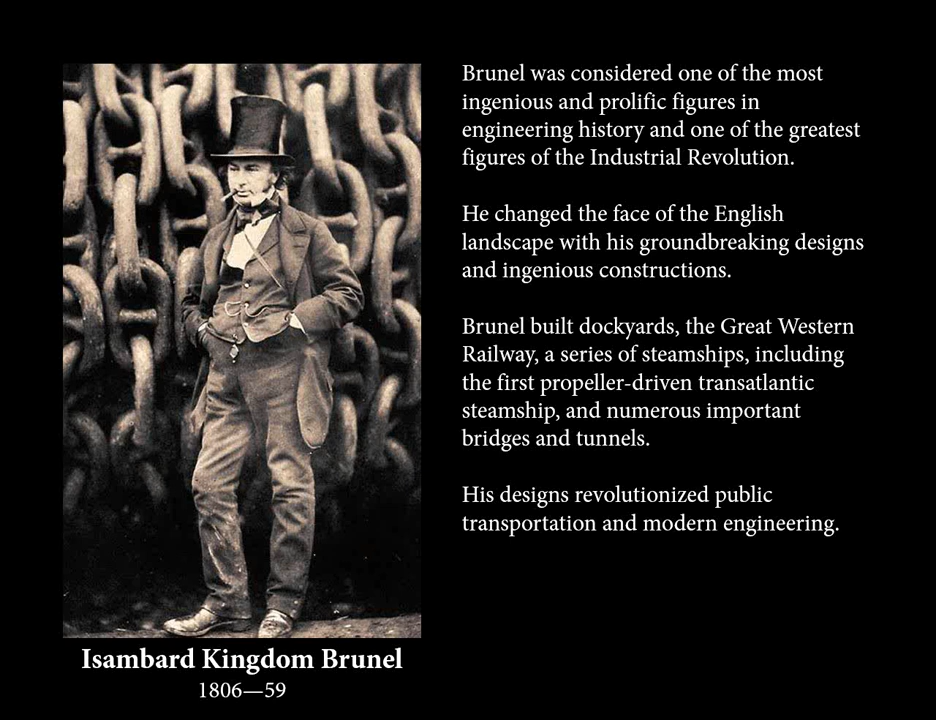 Brunel was considered one of the most
ingenious and prolific figures in
engineering history and one of the greatest
figures of the Industrial Revolution.
He changed the face of the English
landscape with his groundbreaking designs
and ingenious constructions.
Brunel built dockyards, the Great Western
Railway, a series of steamships, including
the first propeller-driven transatlantic
steamship, and numerous important
bridges and tunnels.
His designs revolutionized public
transportation and modern engineering.
Isambard Kingdom Brunel
1806—59